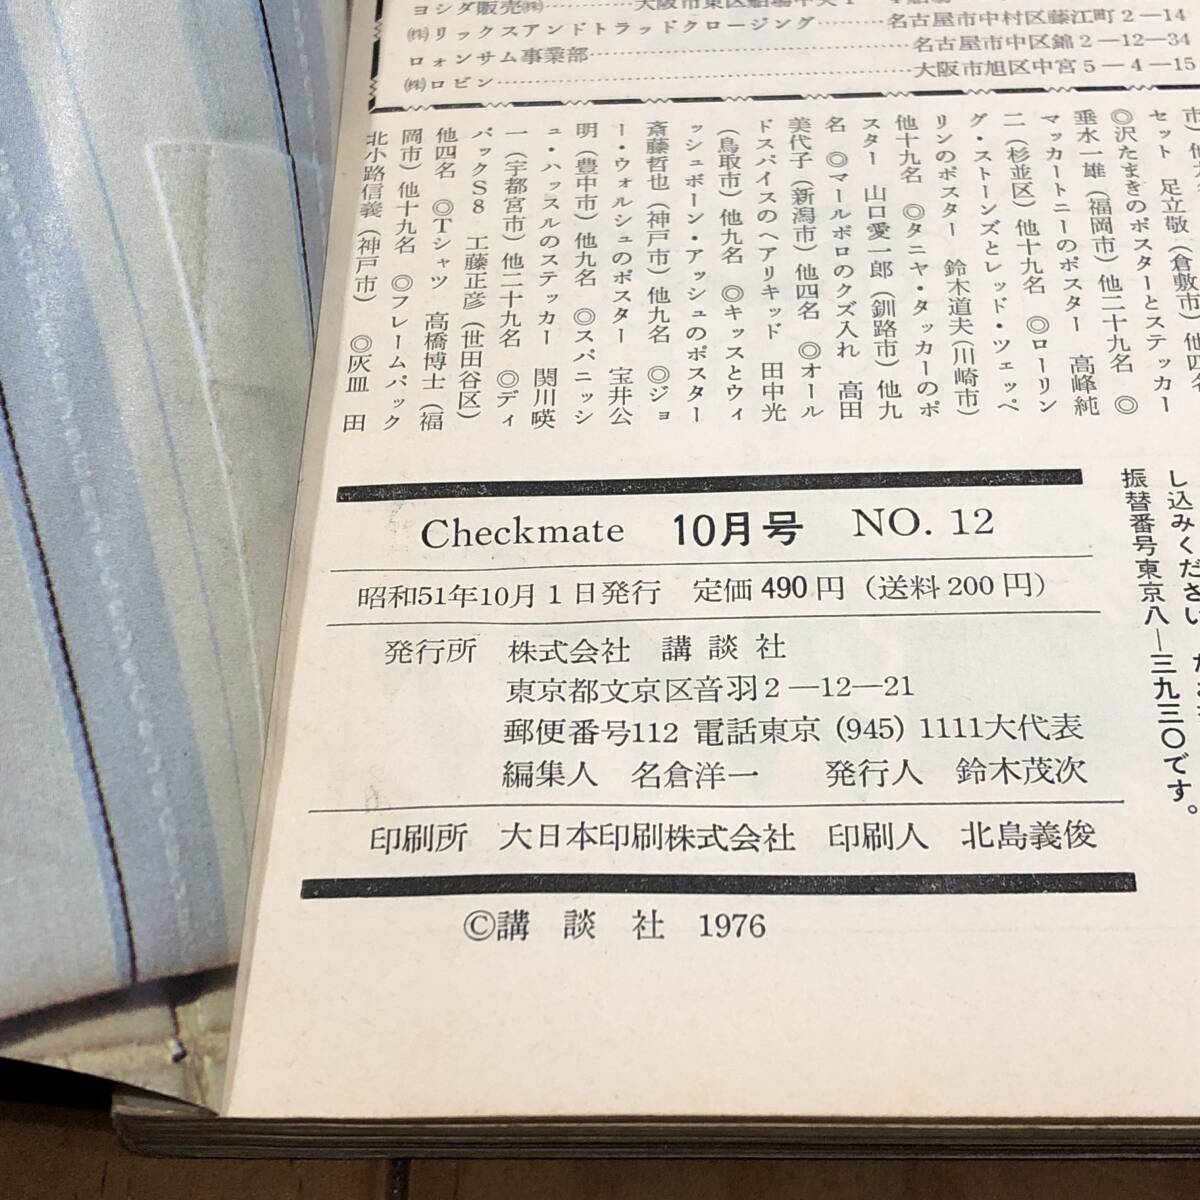 ヨシダ販売㈱
㈱リックスアンドトラッドクロージング……名古屋市中村区藤江町2―14
ロォンサム事業部……名古屋市中区錦2―12―34
㈱ロビン……大阪市旭区中宮5―4―15
セット　足立敬（倉敷市）他四名
◎沢たまきのポスターとステッカー
垂水一雄（福岡市）他二十九名　◎
マッカートニーのポスター　高峰純
二（杉並区）他十九名　◎ローリン
グ・ストーンズとレッド・ツェッペ
リンのポスター　鈴木道夫（川崎市）
他十九名　◎タニヤ・タッカーのポ
スター　山口愛一郎（釧路市）他九
名　◎マールボロのクズ入れ　高田
美代子（新潟市）他四名　◎オール
ドスパイスのヘアリキッド　田中光
（鳥取市）他九名　◎キッスとウィ
ッシュボーン・アッシュのポスター
斎藤哲也（神戸市）他九名　◎ジョ
ー・ウォルシュのポスター　宝井公
明（豊中市）他九名　◎スパニッシ
ュ・ハッスルのステッカー　関川暎
一（宇都宮市）他二十九名　◎ディ
パックS8　工藤正彦（世田谷区）
他四名　◎Tシャツ　高橋博士（福
岡市）他十九名　◎フレームパック
北小路信義（神戸市）　◎灰皿　田
し込みください
振替番号東京八―三九三〇です。
Checkmate　10月号　NO. 12
昭和51年10月1日発行　定価490円（送料200円）
発行所　株式会社　講談社
東京都文京区音羽2―12―21
郵便番号112 電話東京 (945) 1111大代表
編集人　名倉洋一　発行人　鈴木茂次
印刷所　大日本印刷株式会社　印刷人　北島義俊
©講談社 1976